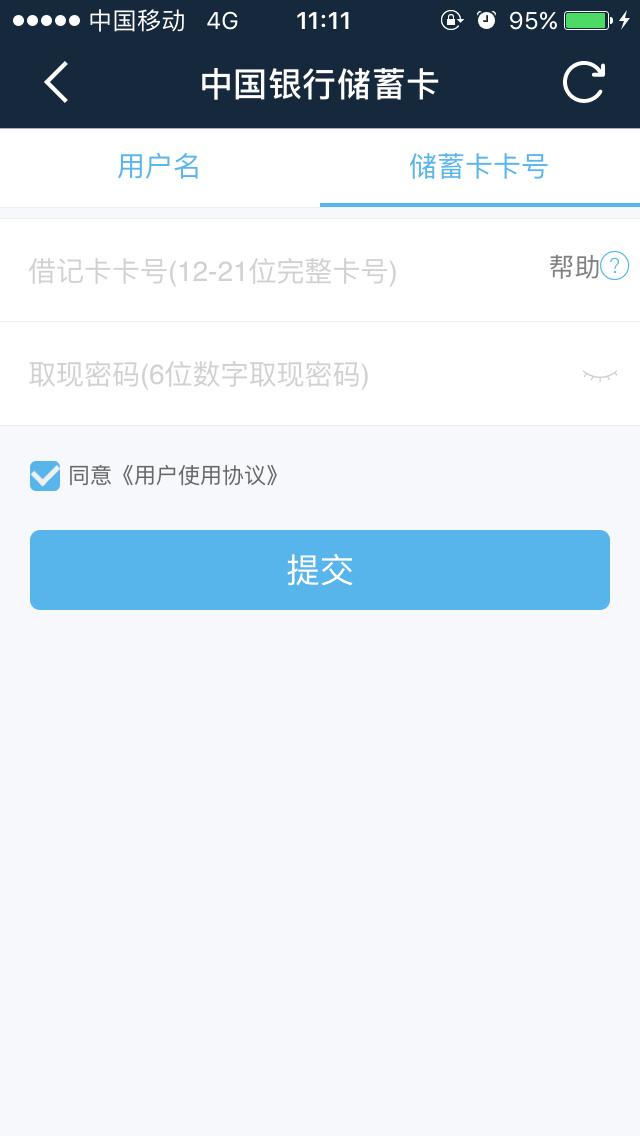 中国移动 4G 11:11 95%
中国银行储蓄卡
用户名 储蓄卡卡号
借记卡卡号(12-21位完整卡号) 帮助?
取现密码(6位数字取现密码)
同意《用户使用协议》
提交